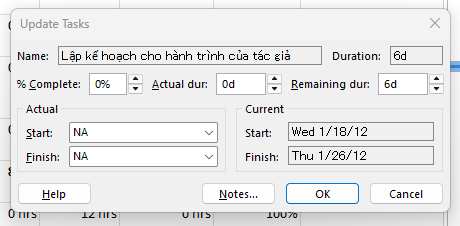 Update Tasks
Name: Lập kế hoạch cho hành trình của tác giả Duration: 6d
% Complete: 0% Actual dur: 0d Remaining dur: 6d
Actual Current
Start: NA Start: Wed 1/18/12
Finish: NA Finish: Thu 1/26/12
Help Notes... OK Cancel
0 hrs 12 hrs 0 hrs 100%